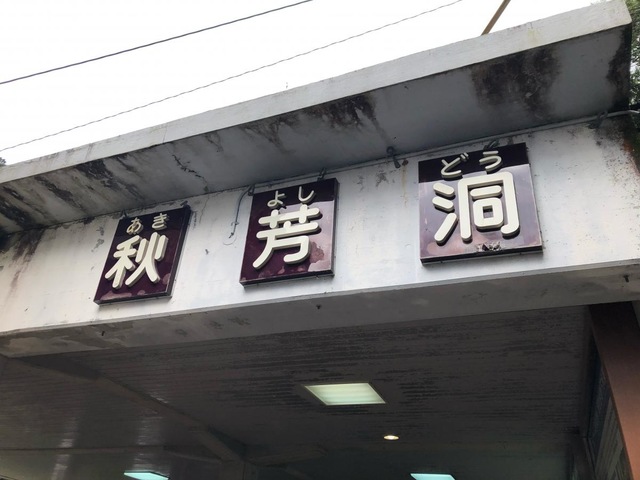 あき よし どう
秋 芳 洞